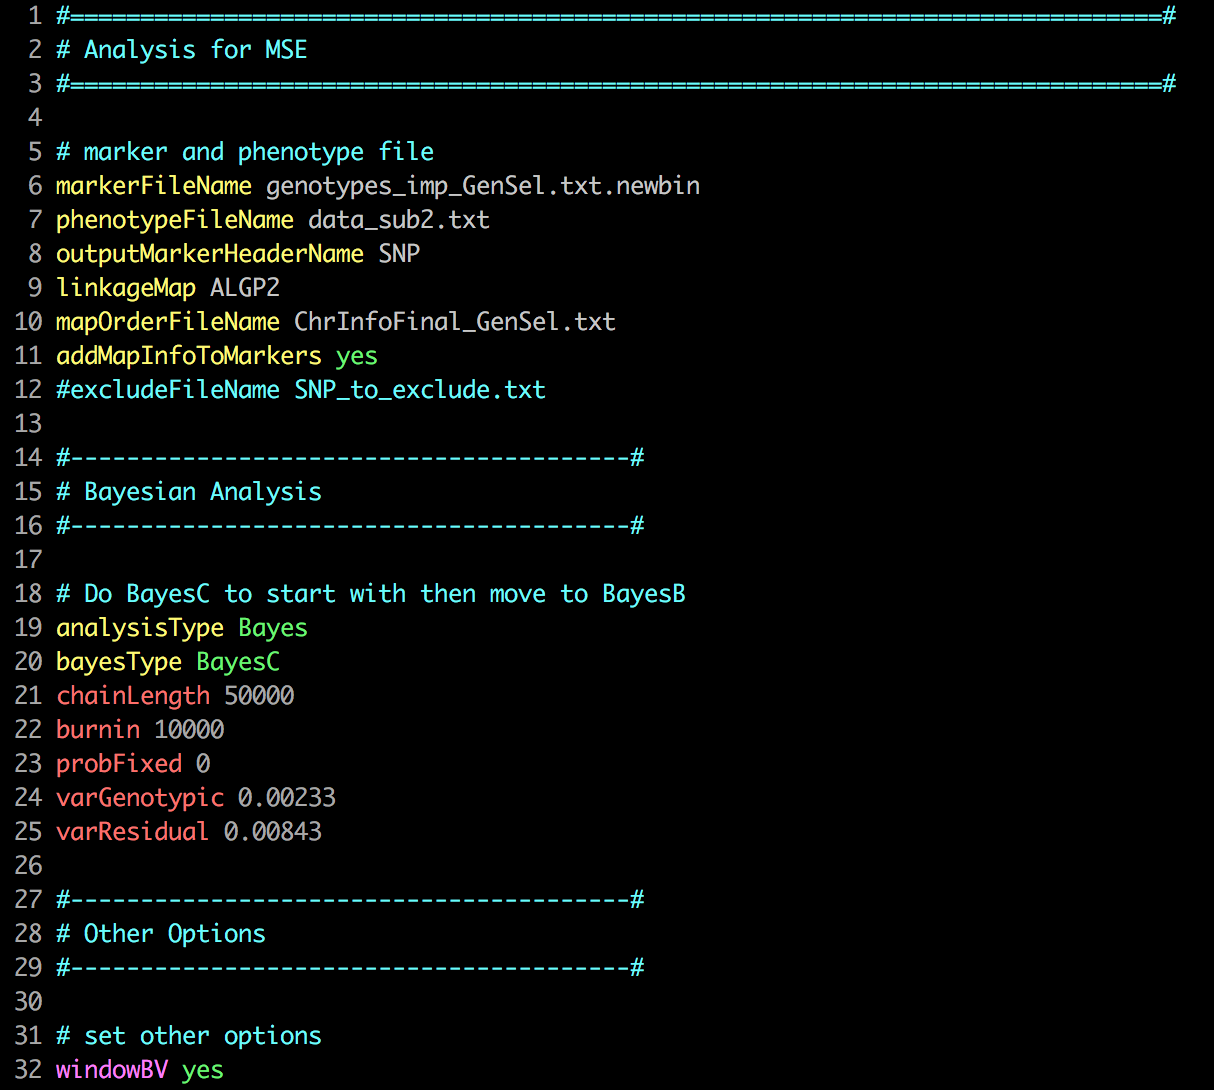 1 #==============================================================================#
2 # Analysis for MSE
3 #==============================================================================#
4
5 # marker and phenotype file
6 markerFileName genotypes_imp_GenSel.txt.newbin
7 phenotypeFileName data_sub2.txt
8 outputMarkerHeaderName SNP
9 linkageMap ALGP2
10 mapOrderFileName ChrInfoFinal_GenSel.txt
11 addMapInfoToMarkers yes
12 #excludeFileName SNP_to_exclude.txt
13
14 #----------------------------------------#
15 # Bayesian Analysis
16 #----------------------------------------#
17
18 # Do BayesC to start with then move to BayesB
19 analysisType Bayes
20 bayesType BayesC
21 chainLength 50000
22 burnin 10000
23 probFixed 0
24 varGenotypic 0.00233
25 varResidual 0.00843
26
27 #----------------------------------------#
28 # Other Options
29 #----------------------------------------#
30
31 # set other options
32 windowBV yes